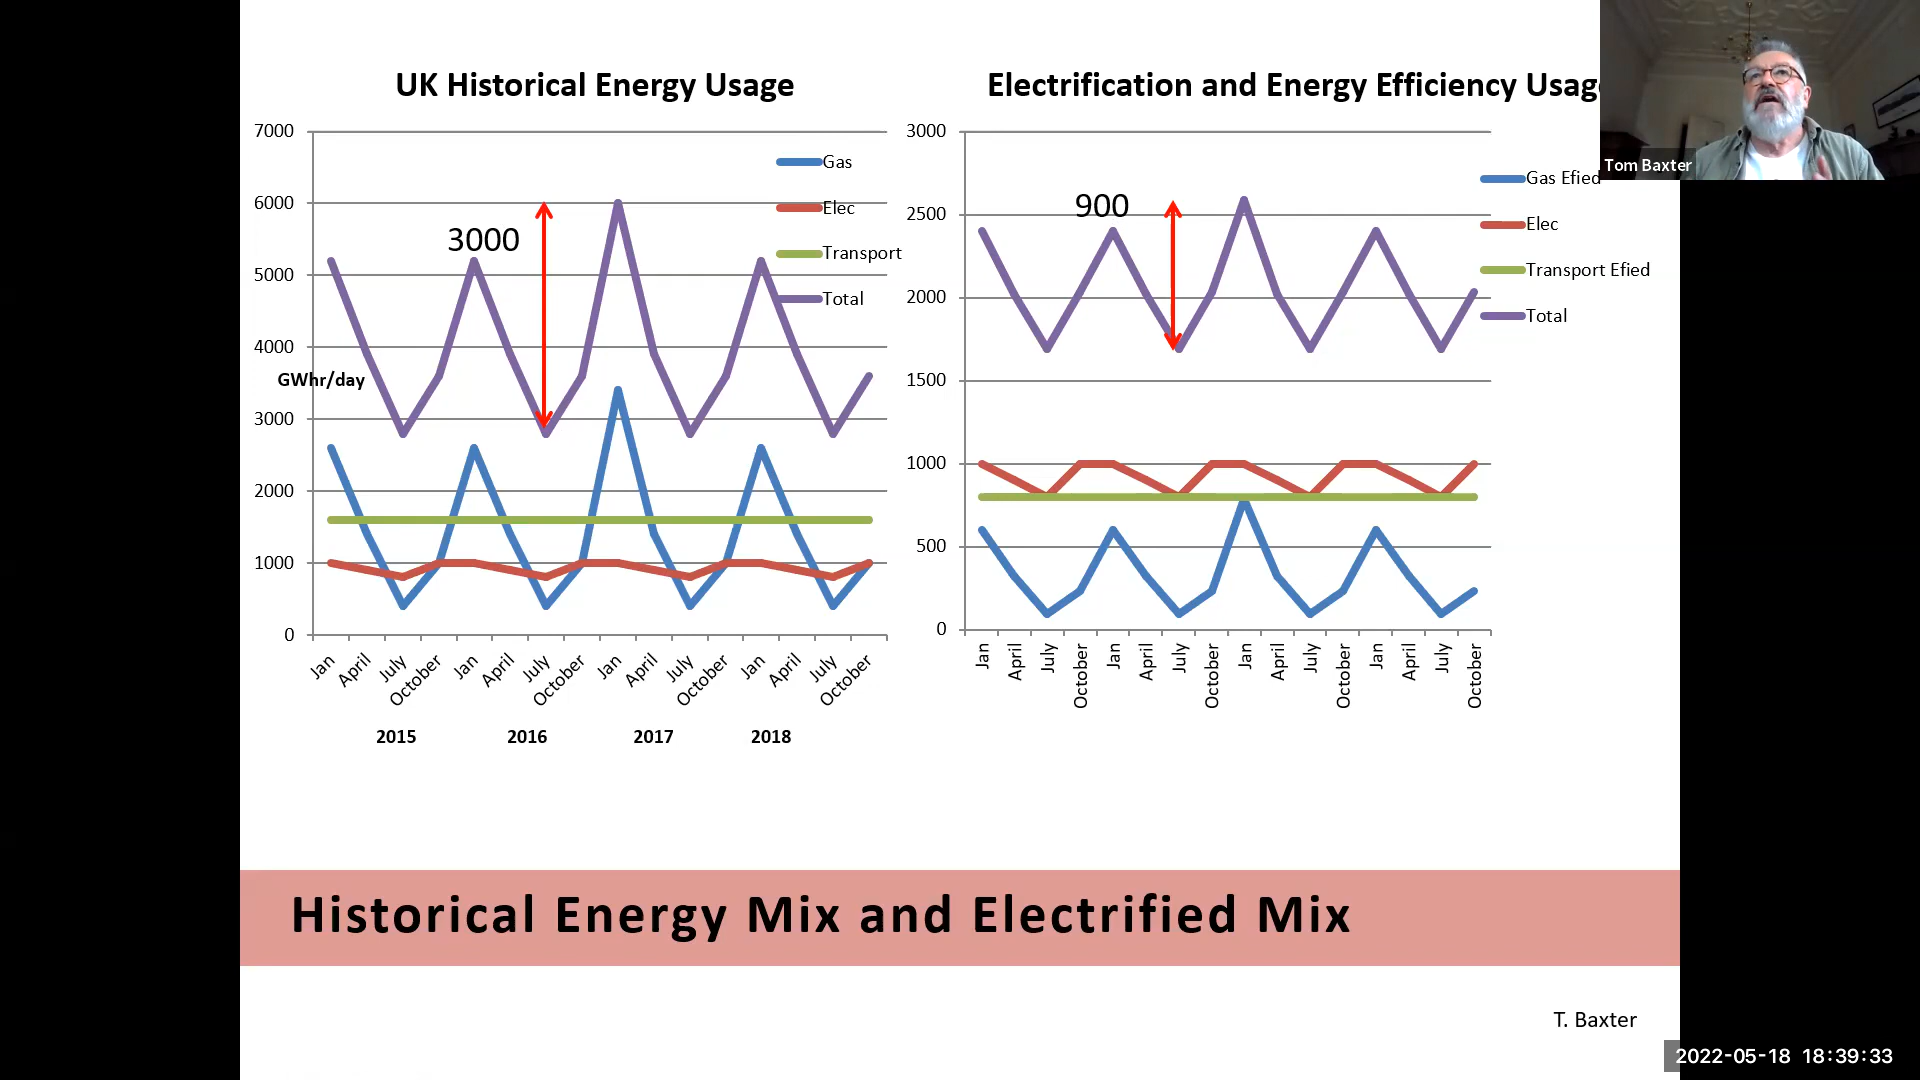 UK Historical Energy Usage
7000
6000
5000
4000
3000
2000
1000
0
GWhr/day
3000
Gas
Elec
Transport
Total
Jan
April
July
October
Jan
April
July
October
Jan
April
July
October
Jan
April
July
October
2015
2016
2017
2018
Electrification and Energy Efficiency Usag
3000
2500
2000
1500
1000
500
0
900
Gas Efied
Elec
Transport Efied
Total
Jan
April
July
October
Jan
April
July
October
Jan
April
July
October
Jan
April
July
October
Tom Baxter
Historical Energy Mix and Electrified Mix
T. Baxter
2022-05-18 18:39:33